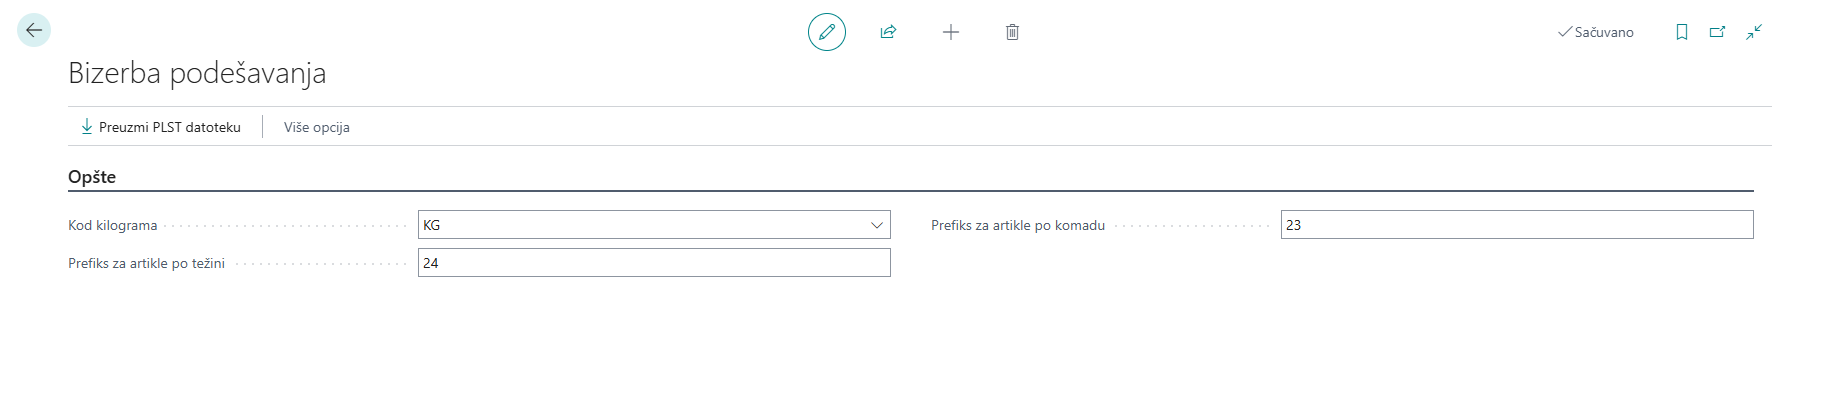 Sačuvano
Bizerba podešavanja
Preuzmi PLST datoteku
Više opcija
Opšte
Kod kilograma
KG
Prefiks za artikle po komadu
23
Prefiks za artikle po težini
24